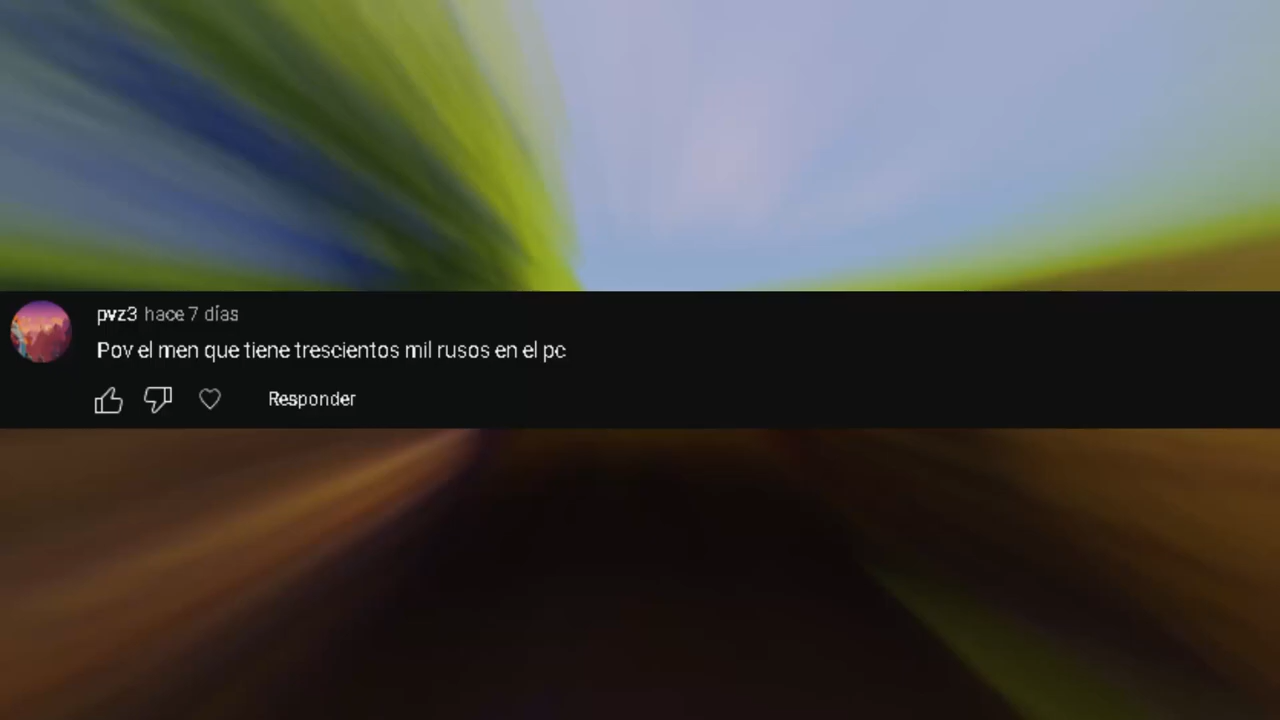 pvz3 hace 7 días
Pov el men que tiene trescientos mil rusos en el pc
Responder